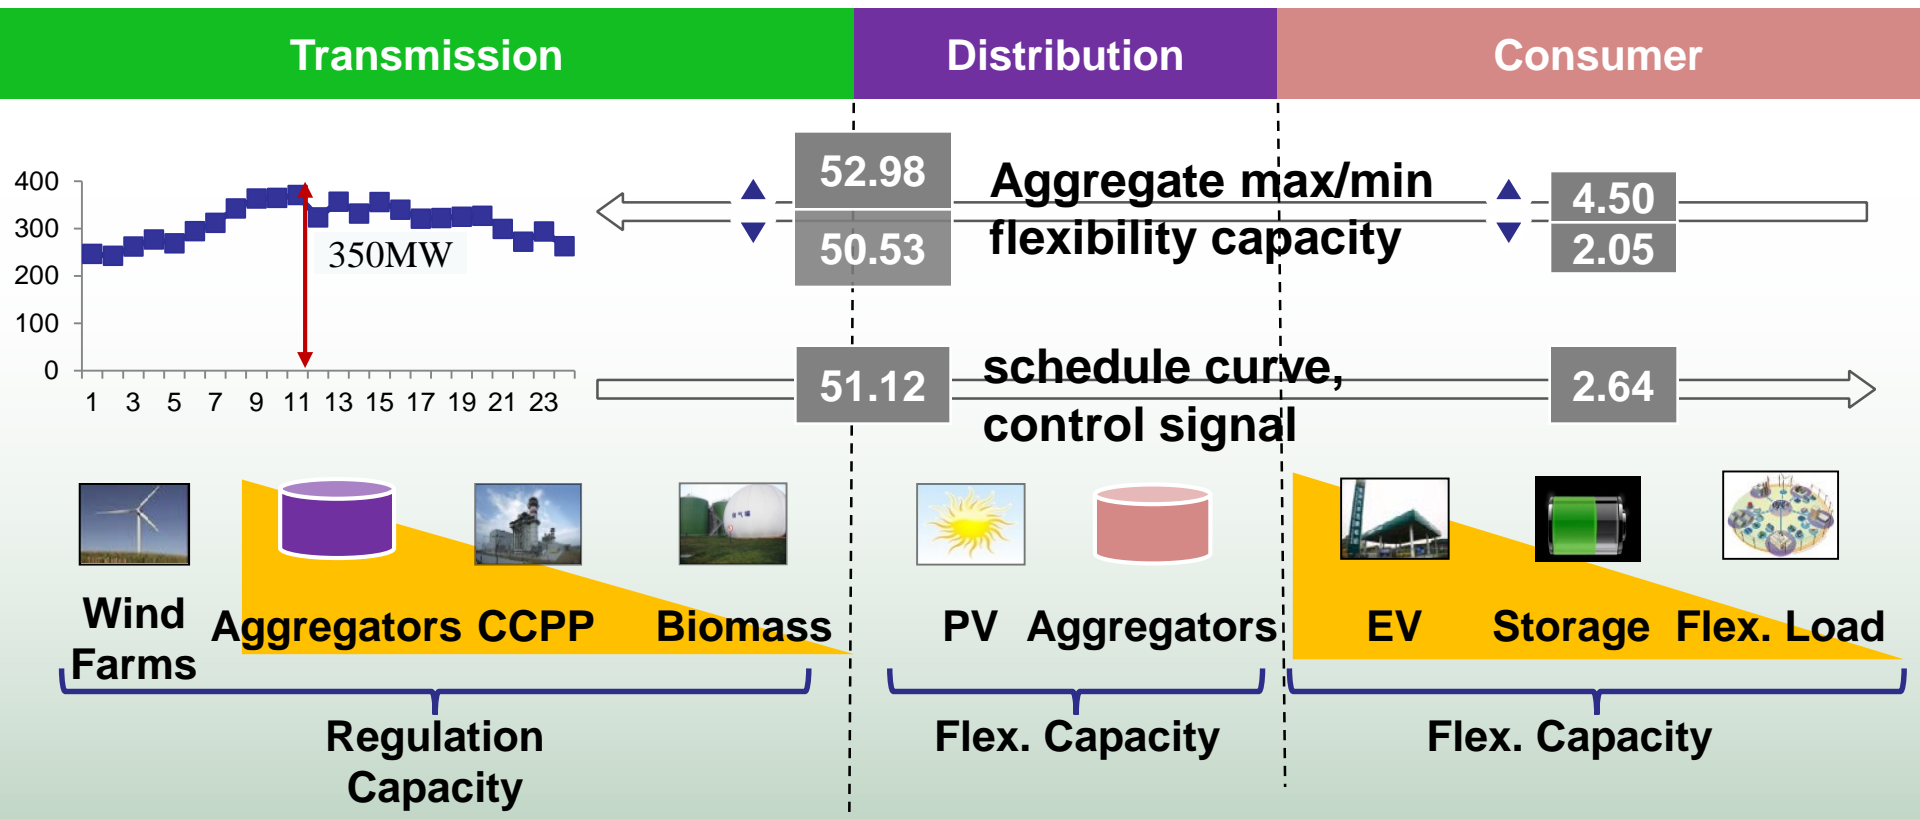 Transmission
Distribution
Consumer
400
300
200
100
0
1 3 5 7 9 11 13 15 17 19 21 23
350MW
52.98
50.53
Aggregate max/min
flexibility capacity
4.50
2.05
51.12
schedule curve,
control signal
2.64
Wind
Farms
Aggregators
CCPP
Biomass
PV
Aggregators
EV
Storage
Flex. Load
Regulation
Capacity
Flex. Capacity
Flex. Capacity